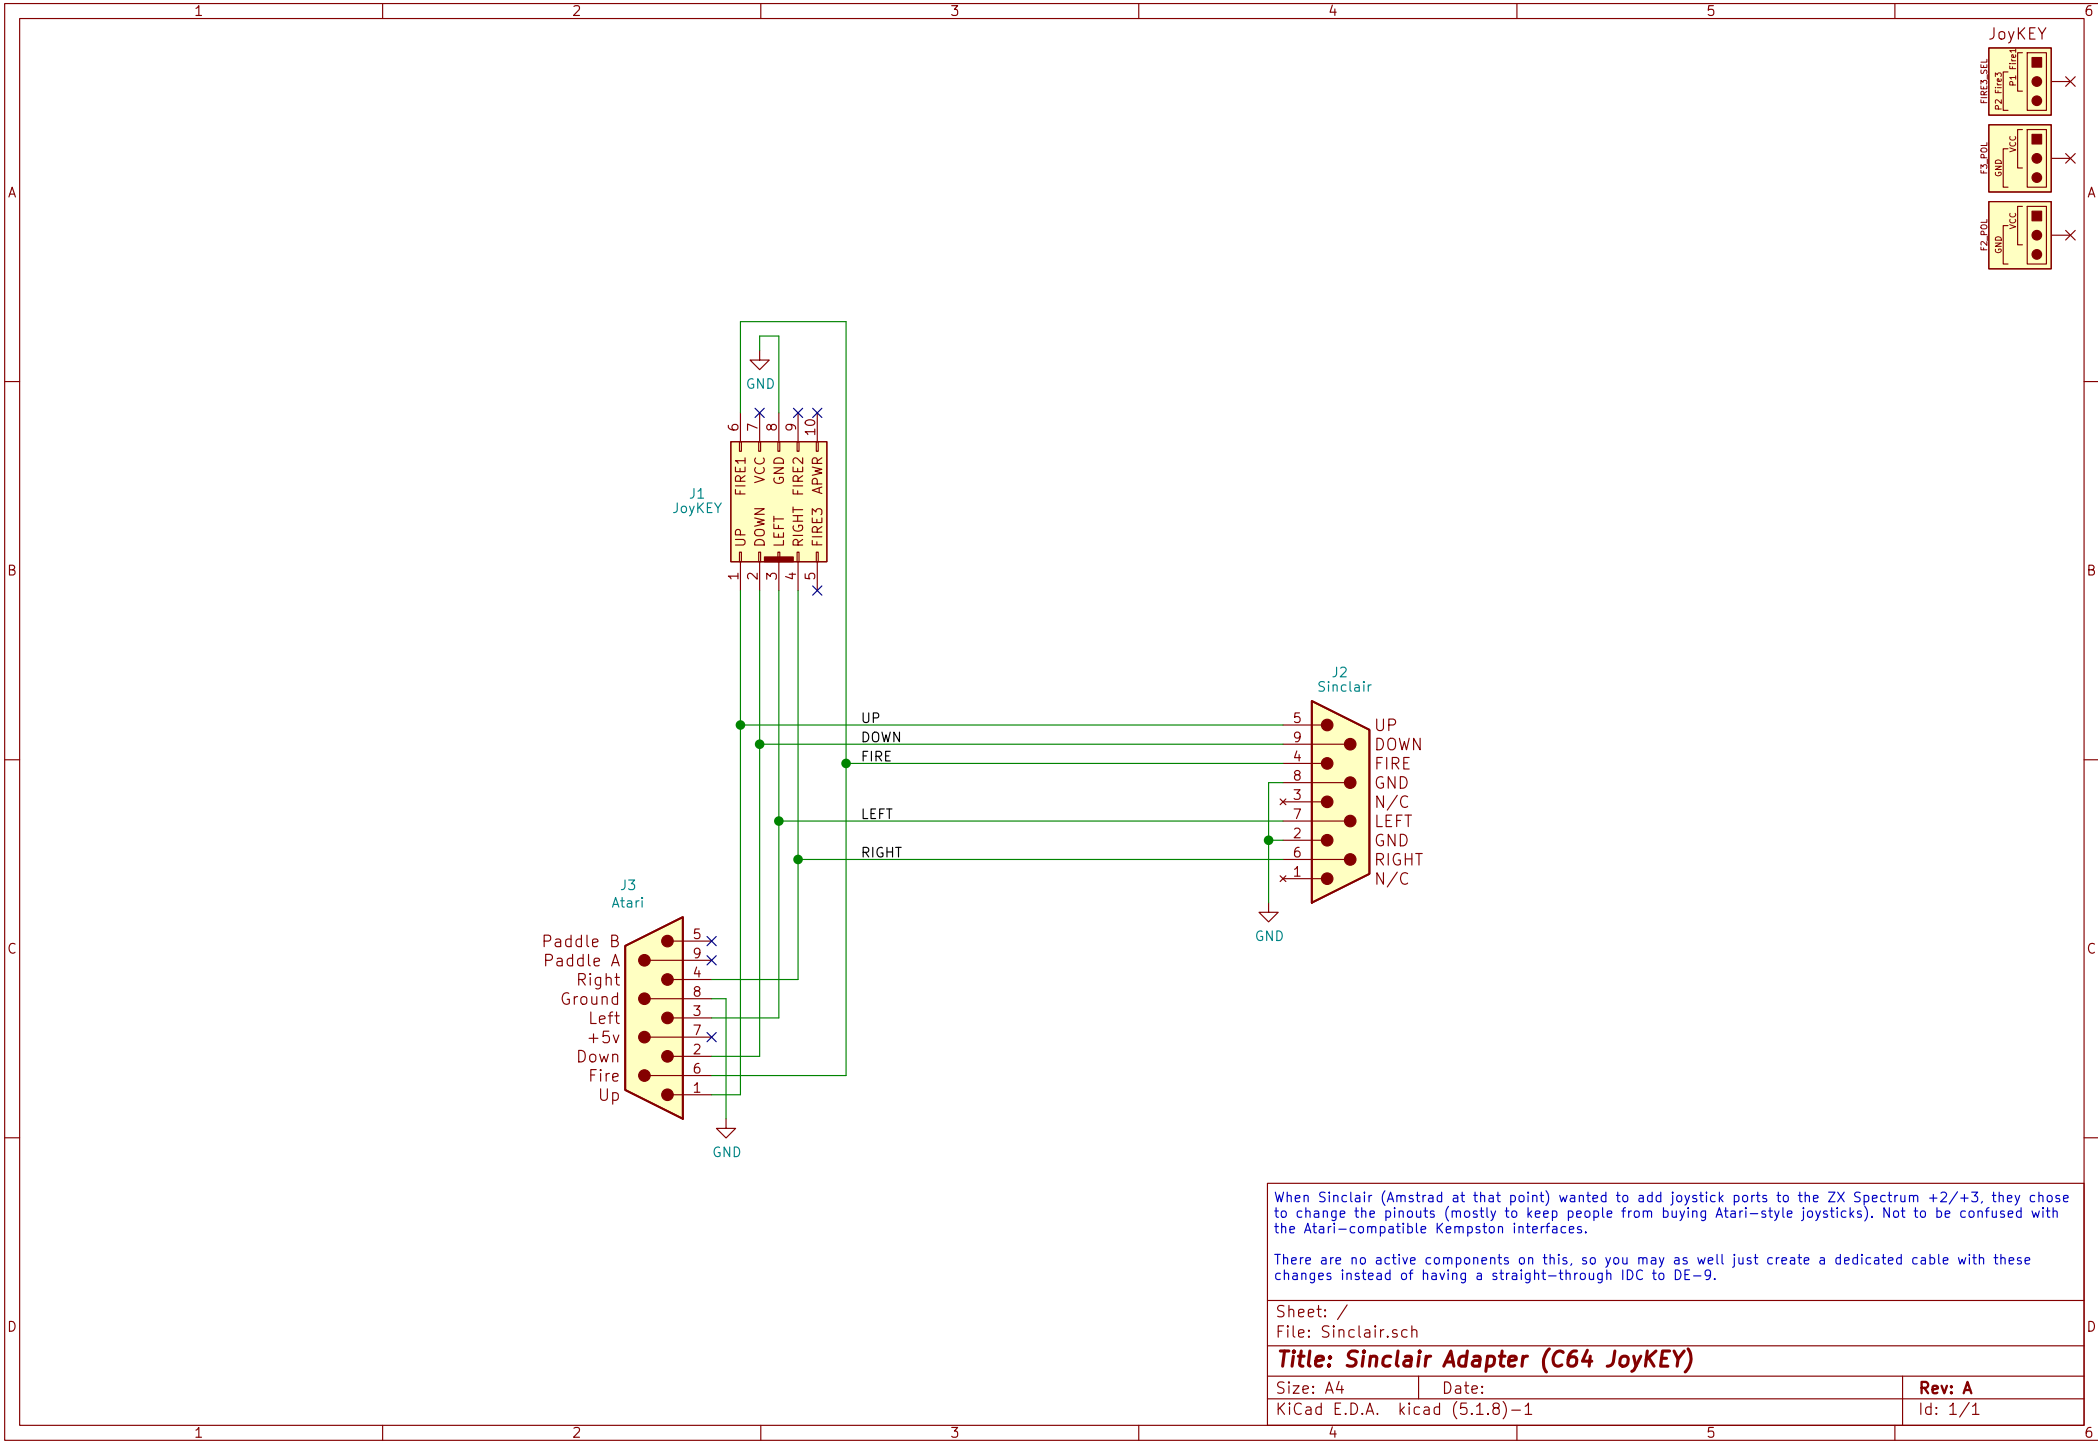 1 2 3 4 5 6
JoyKEY
FIRE3_SEL
P2 Fire3
P1 Fire1
F3_POL
GND
VCC
F2_POL
GND
VCC
A A
GND
6 7 8 9 10
FIRE1 VCC GND FIRE2 APWR
J1
JoyKEY
UP DOWN LEFT RIGHT FIRE3
1 2 3 4 5
B B
J2
Sinclair
UP 5 UP
DOWN 9 DOWN
FIRE 4 FIRE
8 GND
3 N/C
LEFT 7 LEFT
2 GND
RIGHT 6 RIGHT
1 N/C
GND
J3
Atari
Paddle B 5
Paddle A 9
Right 4
Ground 8
Left 3
+5v 7
Down 2
Fire 6
Up 1
GND
C C
When Sinclair (Amstrad at that point) wanted to add joystick ports to the ZX Spectrum +2/+3, they chose
to change the pinouts (mostly to keep people from buying Atari-style joysticks). Not to be confused with
the Atari-compatible Kempston interfaces.
There are no active components on this, so you may as well just create a dedicated cable with these
changes instead of having a straight-through IDC to DE-9.
Sheet: /
File: Sinclair.sch
Title: Sinclair Adapter (C64 JoyKEY)
Size: A4 Date: Rev: A
KiCad E.D.A. kicad (5.1.8)-1 Id: 1/1
D D
1 2 3 4 5 6